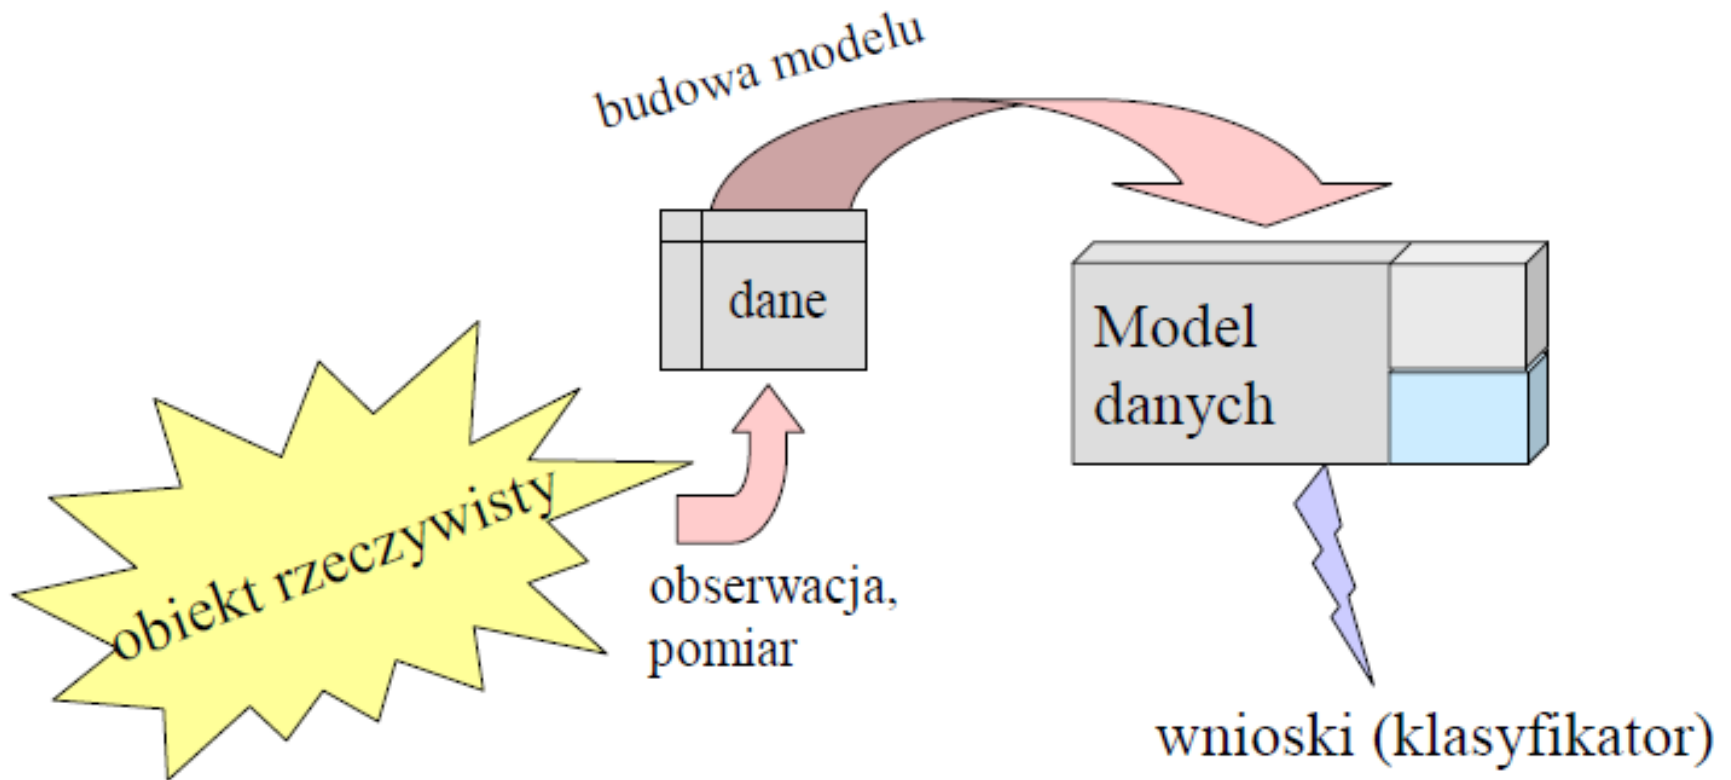 budowa modelu
dane
Model
danych
obiekt rzeczywisty
obserwacja,
pomiar
wnioski (klasyfikator)